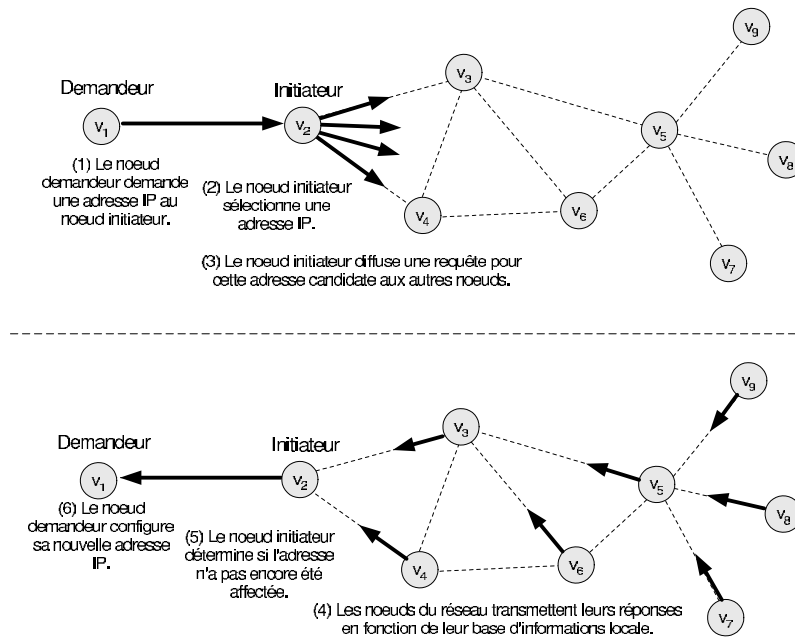 v9
v3
Demandeur
Initiateur
v1
v2
v5
v8
(1) Le noeud
demandeur demande
une adresse IP au
noeud initiateur.
(2) Le noeud initiateur
sélectionne une
adresse IP.
v4
v6
v7
(3) Le noeud initiateur diffuse une requête pour
cette adresse candidate aux autres noeuds.
v9
v3
Demandeur
Initiateur
v1
v2
v5
v8
(6) Le noeud
demandeur configure
sa nouvelle adresse
IP.
(5) Le noeud initiateur
détermine si l'adresse
n'a pas encore été
affectée.
v4
v6
v7
(4) Les noeuds du réseau transmettent leurs réponses
en fonction de leur base d'informations locale.